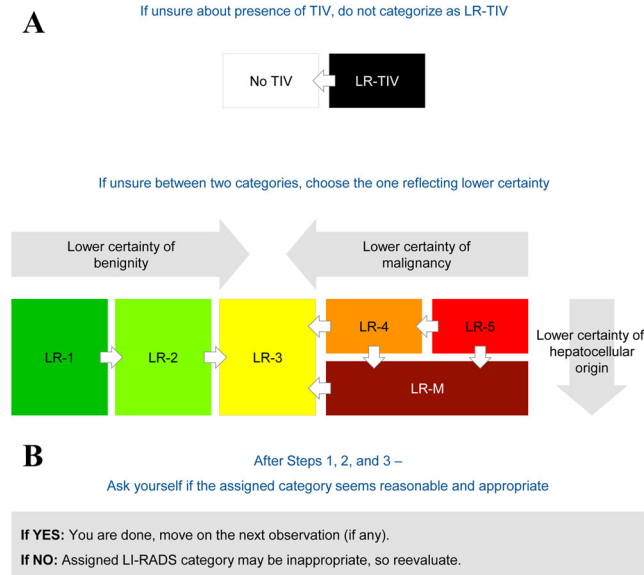 A
If unsure about presence of TIV, do not categorize as LR-TIV
No TIV
LR-TIV
If unsure between two categories, choose the one reflecting lower certainty
Lower certainty of
benignity
Lower certainty of
malignancy
LR-1
LR-2
LR-3
LR-4
LR-5
LR-M
Lower certainty of
hepatocellular
origin
B
After Steps 1, 2, and 3 –
Ask yourself if the assigned category seems reasonable and appropriate
If YES: You are done, move on the next observation (if any).
If NO: Assigned LI-RADS category may be inappropriate, so reevaluate.